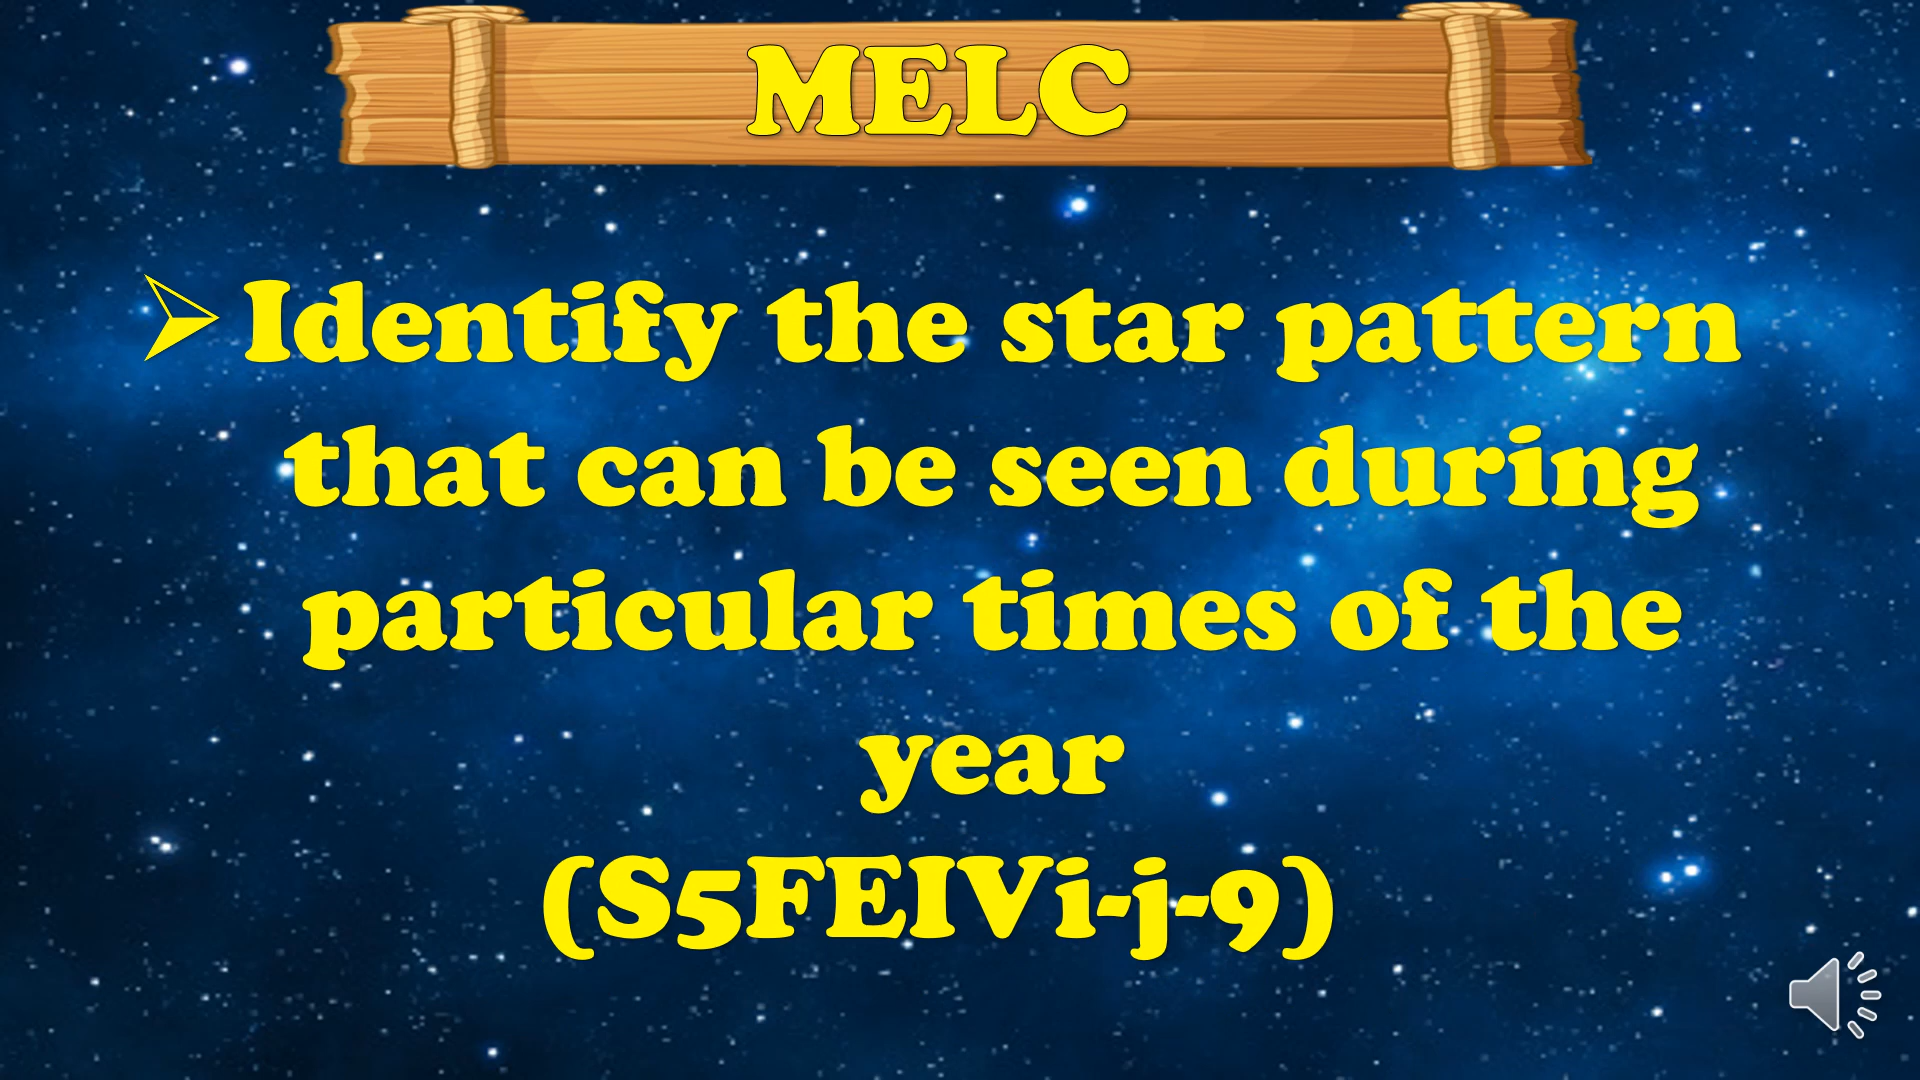 MELC
➢ Identify the star pattern
that can be seen during
particular times of the
year
(S5FEIVi-j-9)